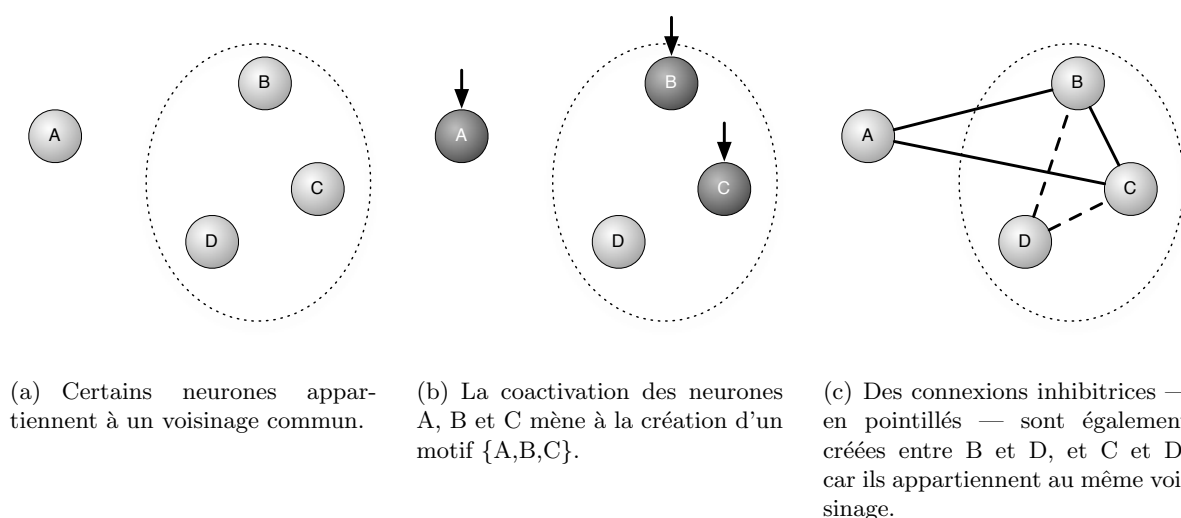 A
B
C
D
A
B
C
D
A
B
C
D
(a) Certains neurones appar-
tiennent à un voisinage commun.
(b) La coactivation des neurones
A, B et C mène à la création d'un
motif {A,B,C}.
(c) Des connexions inhibitrices —
en pointillés — sont également
créées entre B et D, et C et D
car ils appartiennent au même voi
sinage.